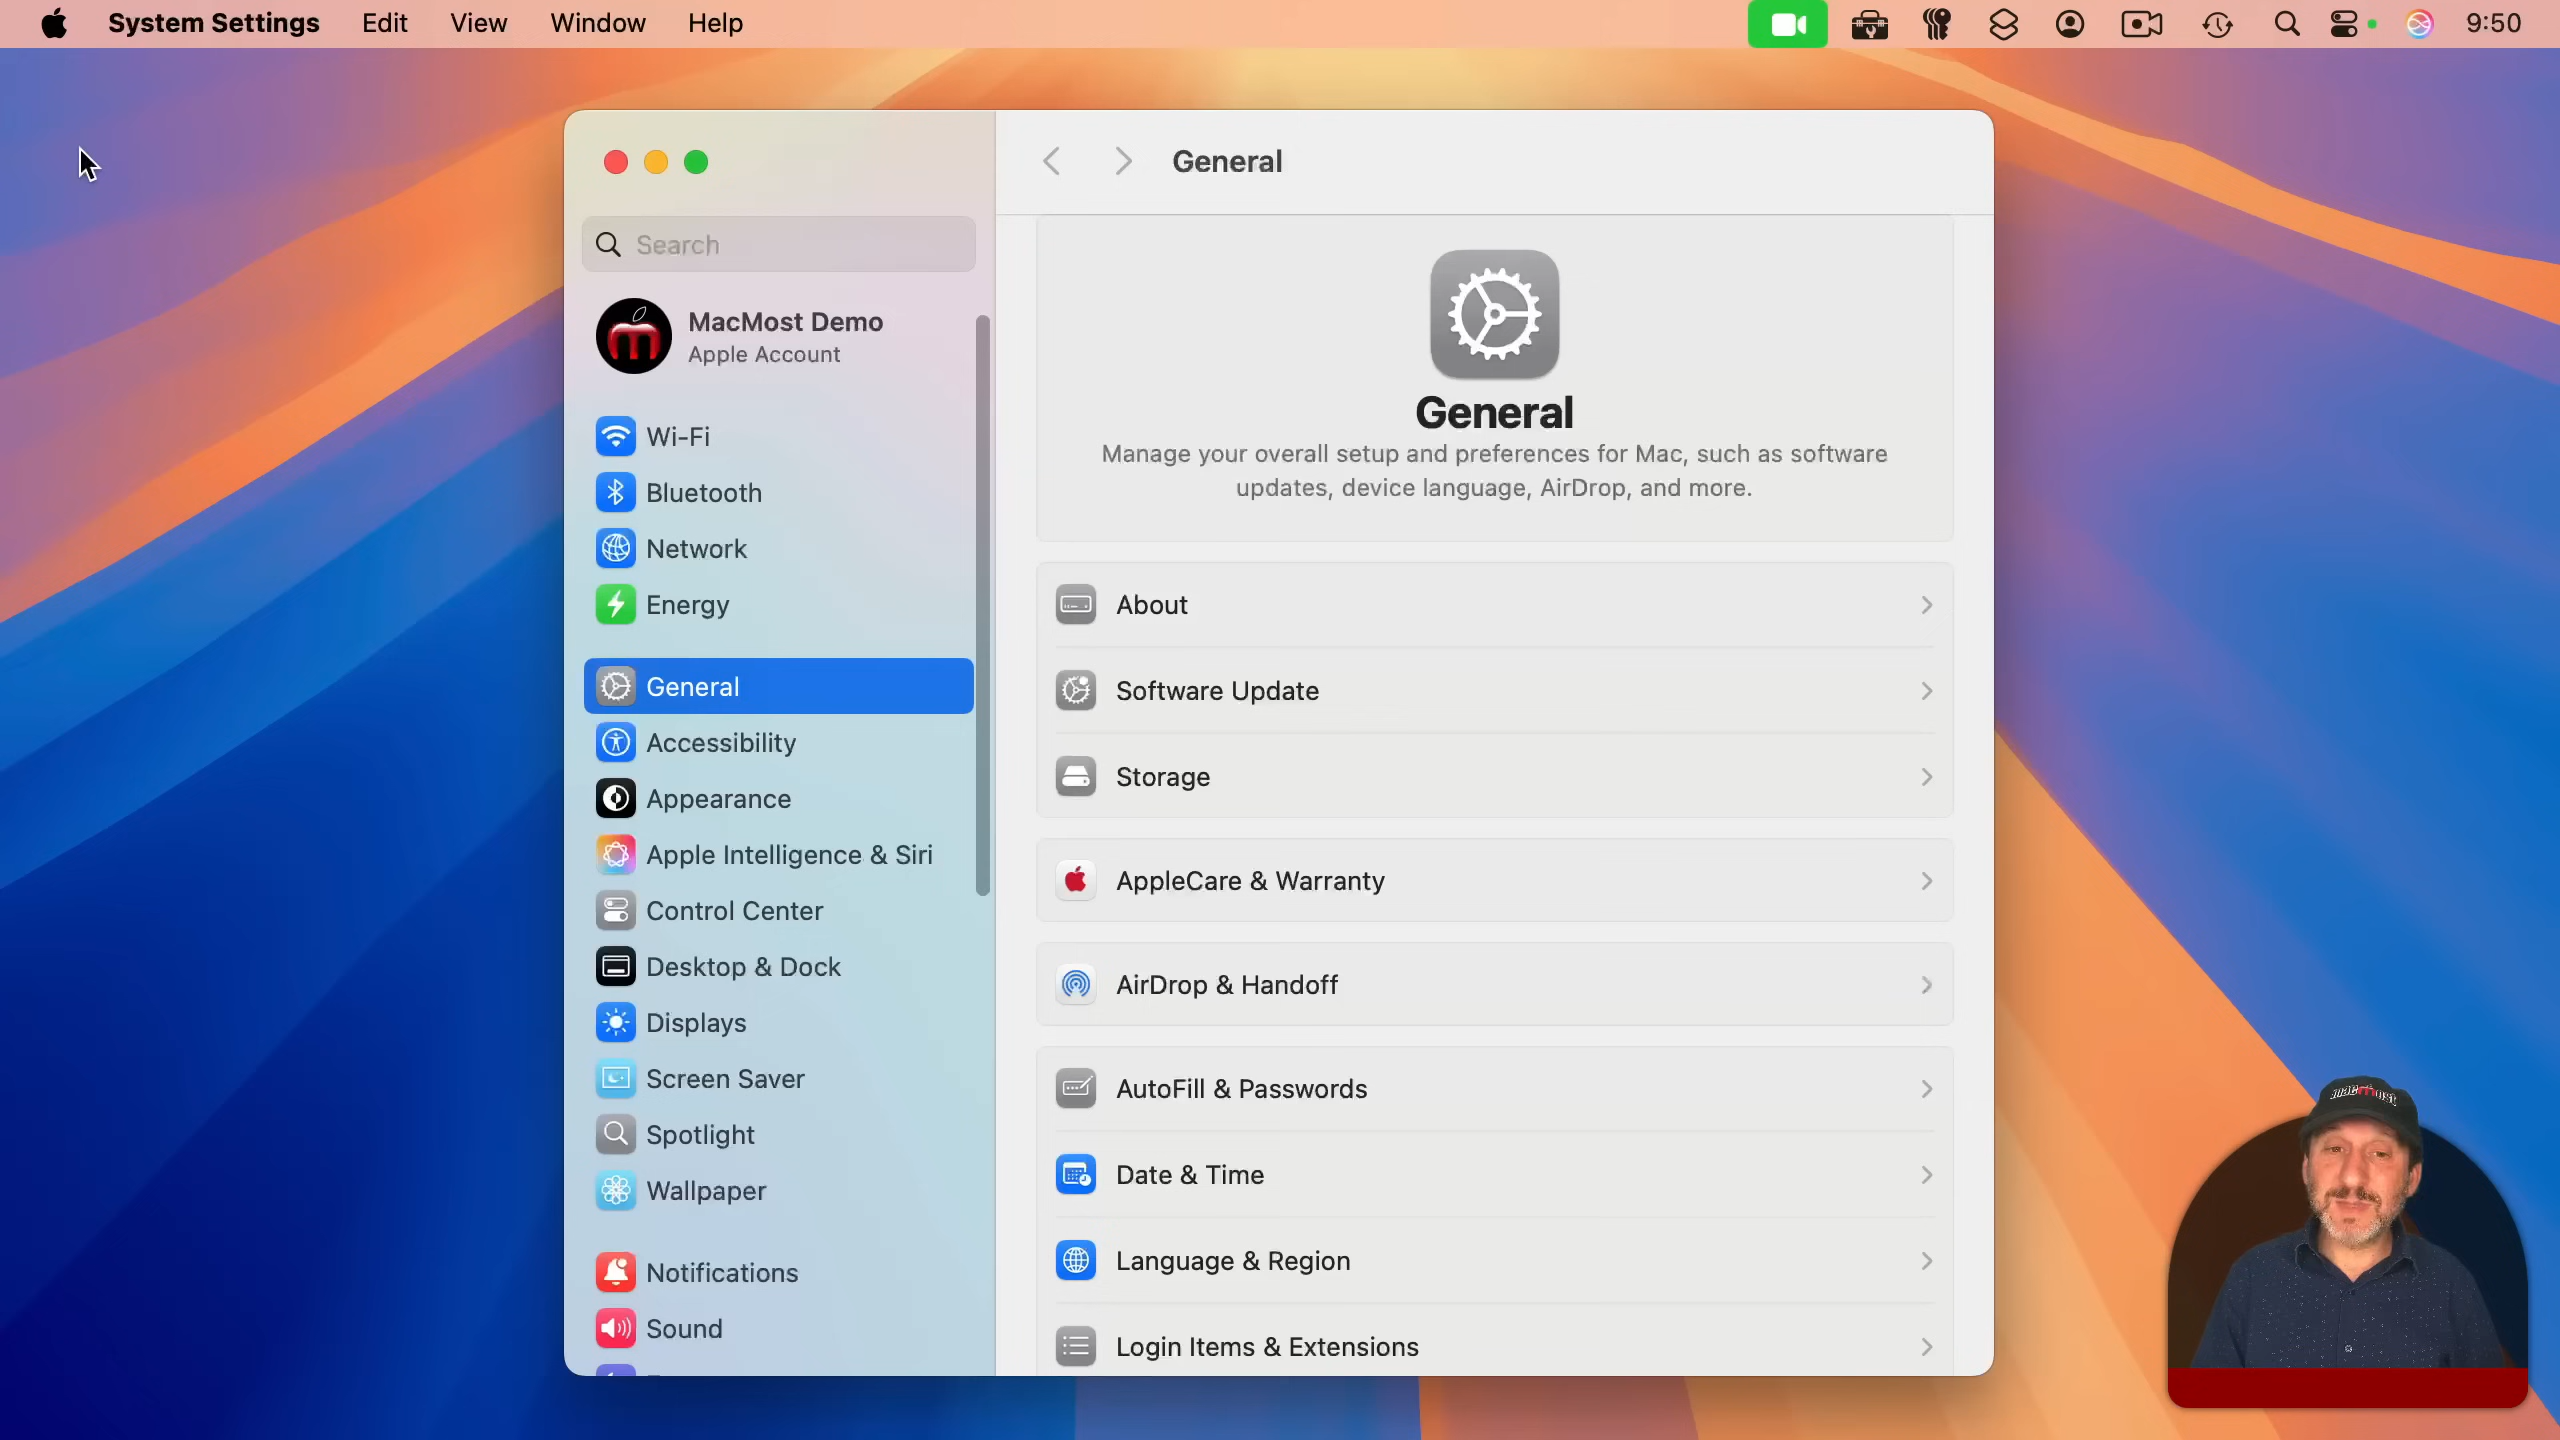 System Settings Edit View Window Help 9:50
General
Search
MacMost Demo
Apple Account
Wi-Fi
Bluetooth
Network
Energy
General
Accessibility
Appearance
Apple Intelligence & Siri
Control Center
Desktop & Dock
Displays
Screen Saver
Spotlight
Wallpaper
Notifications
Sound
General
Manage your overall setup and preferences for Mac, such as software
updates, device language, AirDrop, and more.
About
Software Update
Storage
AppleCare & Warranty
AirDrop & Handoff
AutoFill & Passwords
Date & Time
Language & Region
Login Items & Extensions
macmost